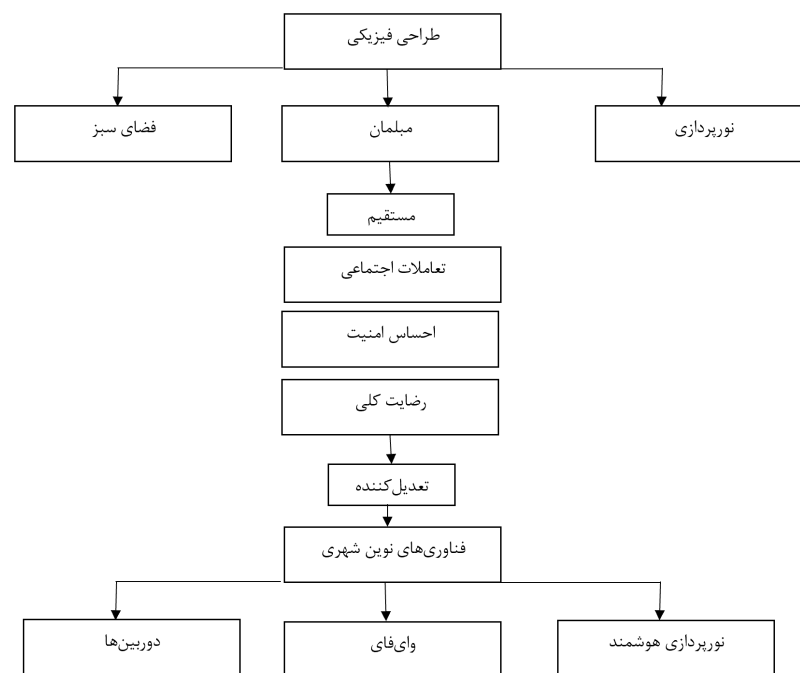 طراحی فیزیکی
نورپردازی
مبلمان
فضای سبز
مستقیم
تعاملات اجتماعی
احساس امنیت
رضایت کلی
تعدیل‌کننده
فناوری‌های نوین شهری
نورپردازی هوشمند
وای‌فای
دوربین‌ها